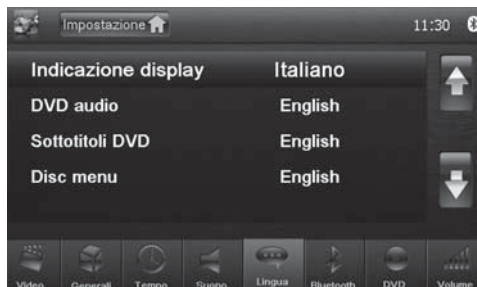 Impostazione 11:30
Indicazione display Italiano
DVD audio English
Sottotitoli DVD English
Disc menu English
Video Generali Tempo Suono Lingua Bluetooth DVD Volume